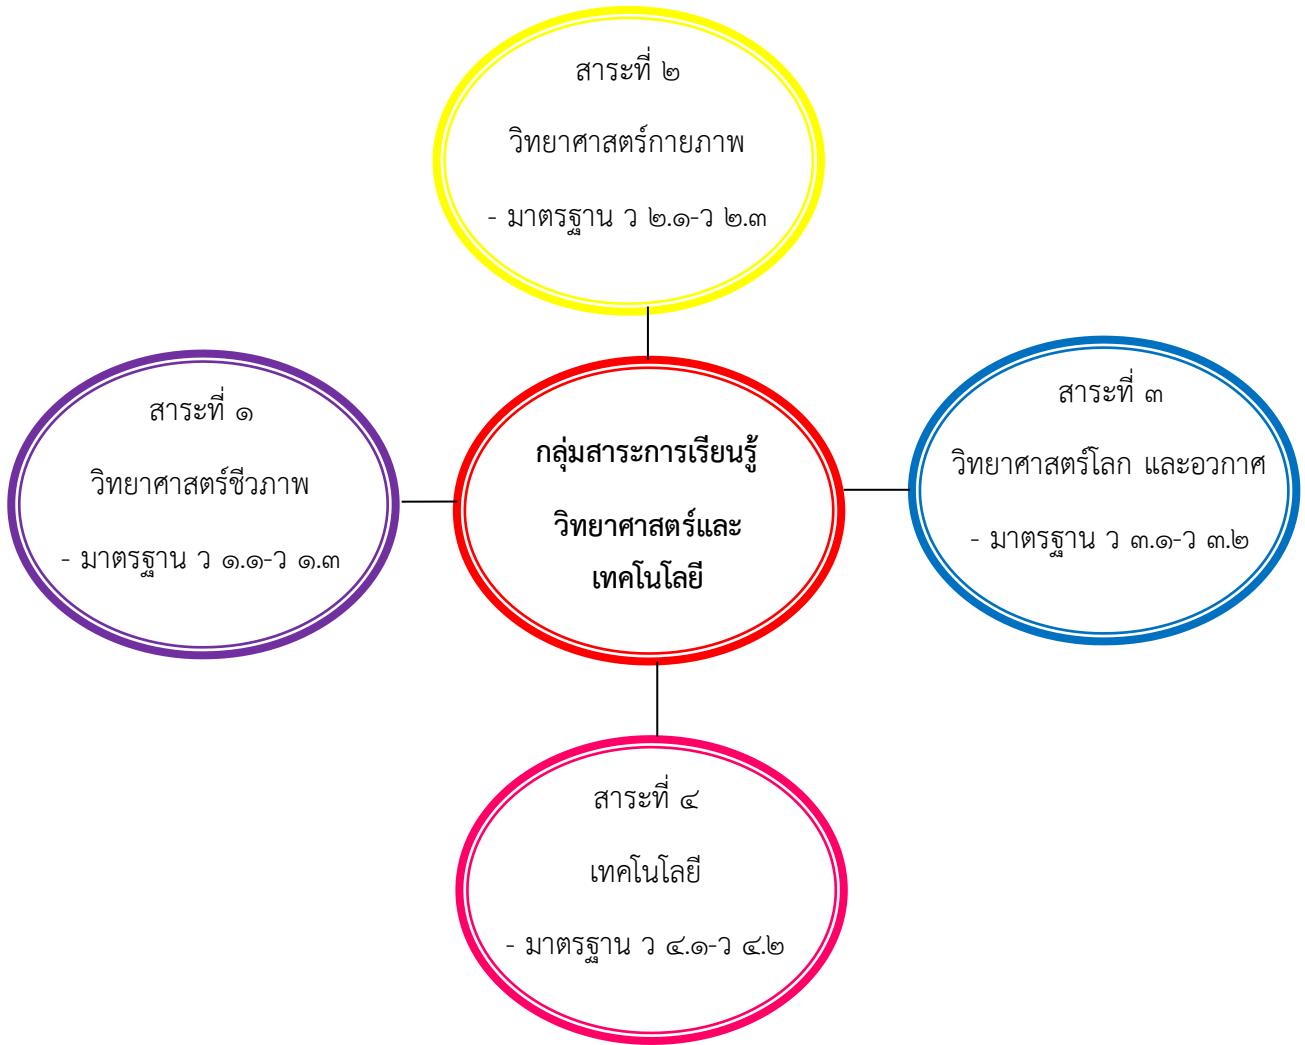 สาระที่ ๒
วิทยาศาสตร์กายภาพ
- มาตรฐาน ว ๒.๑-ว ๒.๓
สาระที่ ๑
วิทยาศาสตร์ชีวภาพ
- มาตรฐาน ว ๑.๑-ว ๑.๓
กลุ่มสาระการเรียนรู้
วิทยาศาสตร์และ
เทคโนโลยี
สาระที่ ๓
วิทยาศาสตร์โลก และอวกาศ
- มาตรฐาน ว ๓.๑-ว ๓.๒
สาระที่ ๔
เทคโนโลยี
- มาตรฐาน ว ๔.๑-ว ๔.๒